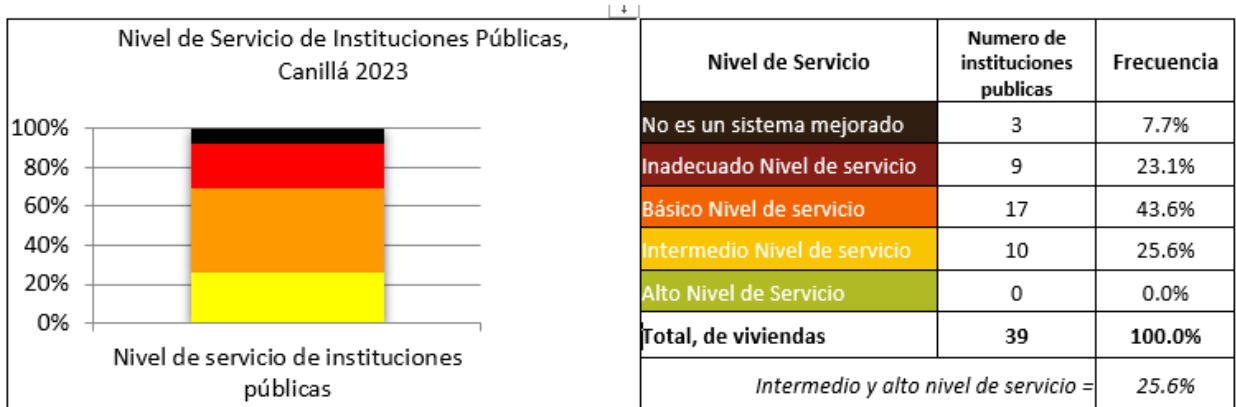 Nivel de Servicio de Instituciones Públicas,
Canillá 2023
100%
80%
60%
40%
20%
0%
Nivel de servicio de instituciones
públicas
Nivel de Servicio Numero de instituciones publicas Frecuencia
No es un sistema mejorado 3 7.7%
Inadecuado Nivel de servicio 9 23.1%
Básico Nivel de servicio 17 43.6%
Intermedio Nivel de servicio 10 25.6%
Alto Nivel de Servicio 0 0.0%
Total, de viviendas 39 100.0%
Intermedio y alto nivel de servicio = 25.6%